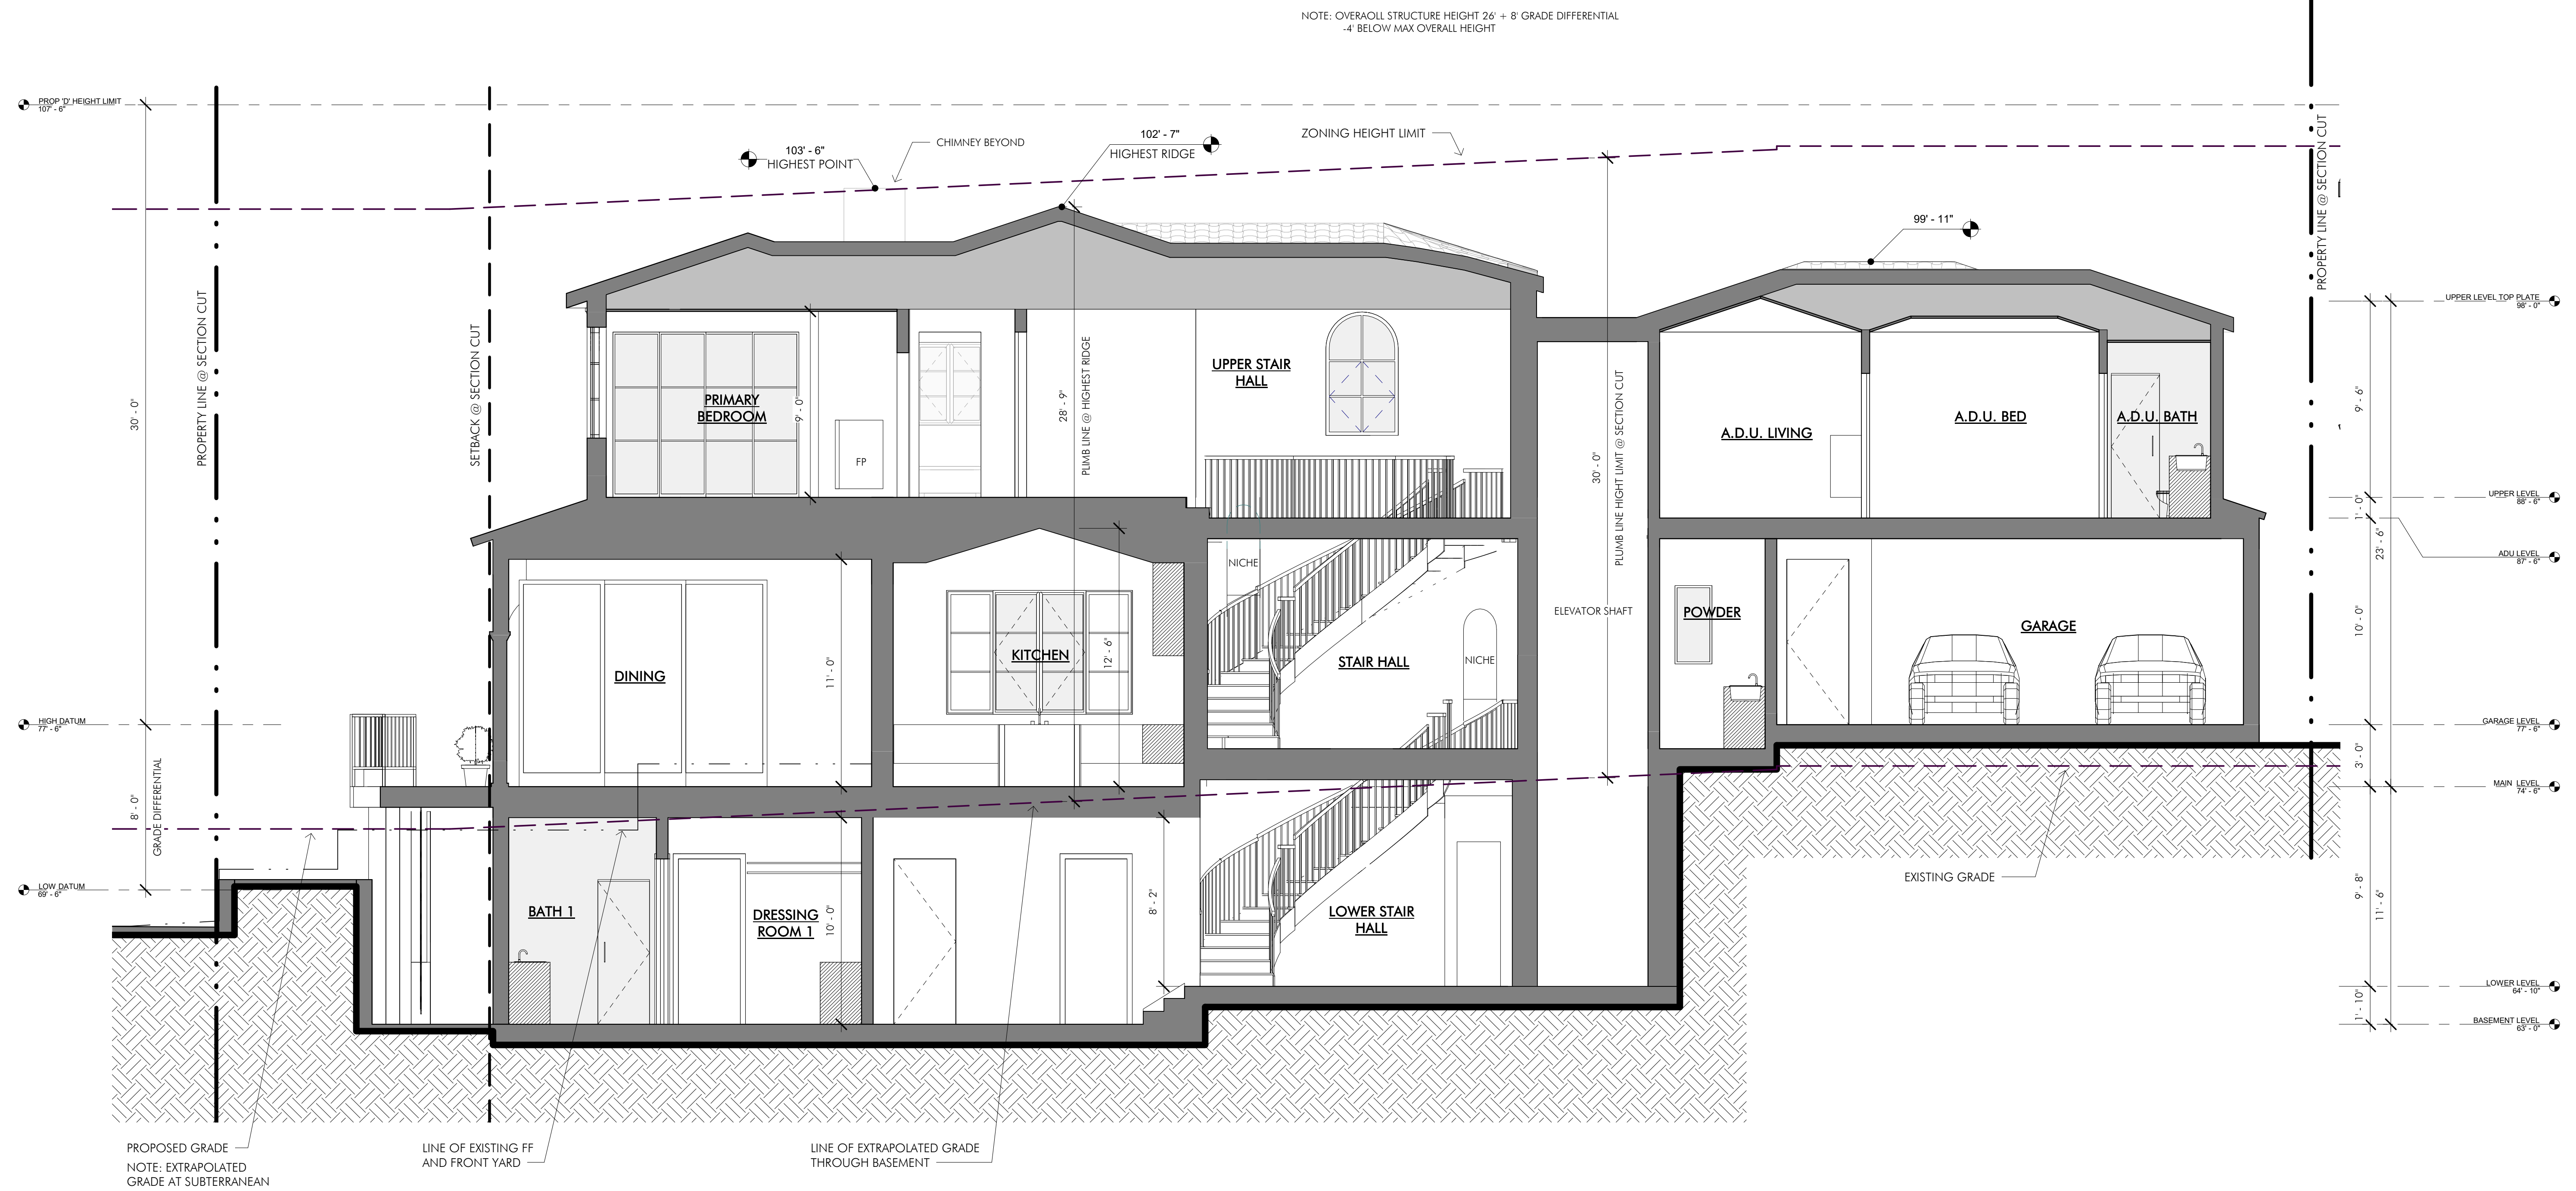 NOTE: OVERAOLL STRUCTURE HEIGHT 26' + 8' GRADE DIFFERENTIAL
-4' BELOW MAX OVERALL HEIGHT
PROP 'D' HEIGHT LIMIT
107' - 6"
103' - 6"
HIGHEST POINT
CHIMNEY BEYOND
102' - 7"
HIGHEST RIDGE
ZONING HEIGHT LIMIT
99' - 11"
PROPERTY LINE @ SECTION CUT
SETBACK @ SECTION CUT
PROPERTY LINE @ SECTION CUT
30' - 0"
PRIMARY
BEDROOM
9' - 0"
FP
28' - 9"
PLIMB LINE @ HIGHEST RIDGE
UPPER STAIR
HALL
30' - 0"
PLUMB LINE HIGHT LIMIT @ SECTION CUT
A.D.U. LIVING
A.D.U. BED
A.D.U. BATH
UPPER LEVEL TOP PLATE
98' - 0"
9' - 6"
UPPER LEVEL
88' - 6"
1' - 0"
23' - 6"
ADU LEVEL
87' - 6"
DINING
11' - 0"
KITCHEN
12' - 6"
NICHE
STAIR HALL
NICHE
ELEVATOR SHAFT
POWDER
GARAGE
10' - 0"
HIGH DATUM
77' - 6"
GARAGE LEVEL
77' - 6"
3' - 0"
MAIN LEVEL
74' - 6"
8' - 0"
GRADE DIFFERENTIAL
LOW DATUM
69' - 6"
BATH 1
DRESSING
ROOM 1
10' - 0"
8' - 2"
LOWER STAIR
HALL
EXISTING GRADE
9' - 8"
11' - 6"
LOWER LEVEL
64' - 10"
1' - 10"
BASEMENT LEVEL
63' - 0"
PROPOSED GRADE
NOTE: EXTRAPOLATED
GRADE AT SUBTERRANEAN
LINE OF EXISTING FF
AND FRONT YARD
LINE OF EXTRAPOLATED GRADE
THROUGH BASEMENT